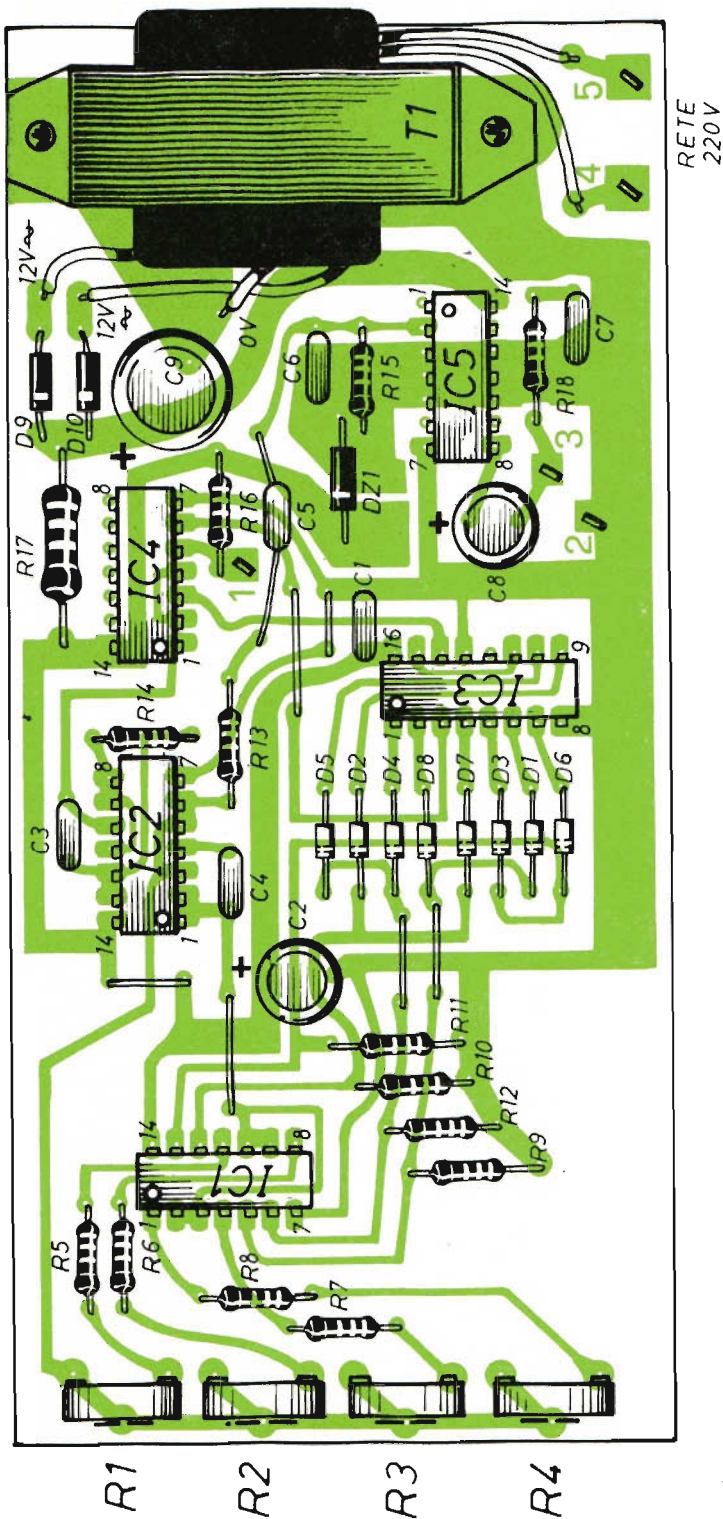 RETE
220V
5
4
T1
12V~
12V~
0V
D9
D10
C9
+
R17
8
7
IC4
14
1
R16
1
C5
C6
R15
DZ1
1
14
IC5
7
8
R18
C7
3
2
+
C8
C1
16
9
IC3
1
8
R14
R13
C3
8
7
IC2
14
1
C4
+
C2
D5
D2
D4
D8
D7
D3
D1
D6
R11
R10
R12
R9
14
8
IC1
1
7
R5
R6
R8
R7
R1
R2
R3
R4